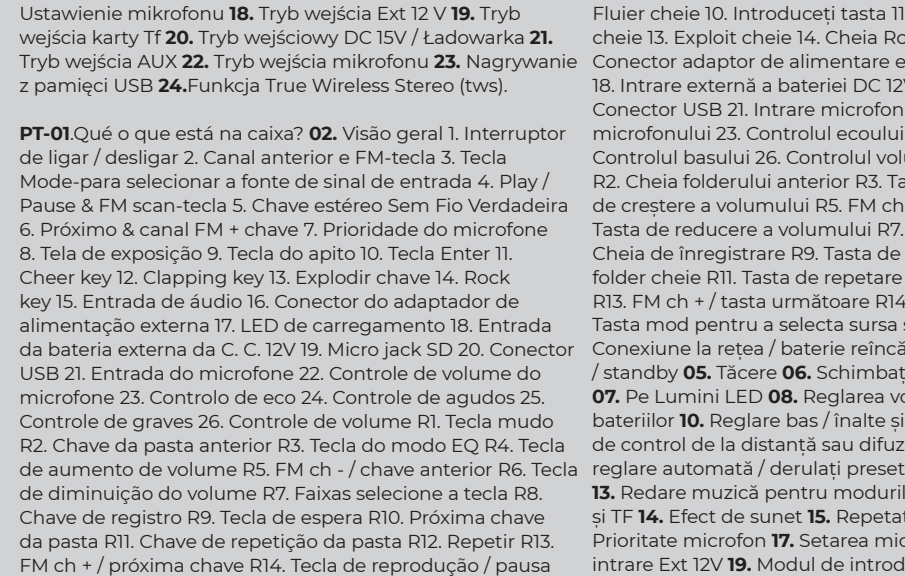 Ustawienie mikrofonu 18. Tryb wejścia Ext 12 V 19. Tryb
wejścia karty Tf 20. Tryb wejściowy DC 15V / Ładowarka 21.
Tryb wejścia AUX 22. Tryb wejścia mikrofonu 23. Nagrywanie
z pamięci USB 24.Funkcja True Wireless Stereo (tws).
PT-01.Qué o que está na caixa? 02. Visão geral 1. Interruptor
de ligar / desligar 2. Canal anterior e FM-tecla 3. Tecla
Mode-para selecionar a fonte de sinal de entrada 4. Play /
Pause & FM scan-tecla 5. Chave estéreo Sem Fio Verdadeira
6. Próximo & canal FM + chave 7. Prioridade do microfone
8. Tela de exposição 9. Tecla do apito 10. Tecla Enter 11.
Cheer key 12. Clapping key 13. Explodir chave 14. Rock
key 15. Entrada de áudio 16. Conector do adaptador de
alimentação externa 17. LED de carregamento 18. Entrada
da bateria externa da C. C. 12V 19. Micro jack SD 20. Conector
USB 21. Entrada do microfone 22. Controle de volume do
microfone 23. Controlo de eco 24. Controle de agudos 25.
Controle de graves 26. Controle de volume R1. Tecla mudo
R2. Chave da pasta anterior R3. Tecla do modo EQ R4. Tecla
de aumento de volume R5. FM ch - / chave anterior R6. Tecla
de diminuição do volume R7. Faixas selecione a tecla R8.
Chave de registro R9. Tecla de espera R10. Próxima chave
da pasta R11. Chave de repetição da pasta R12. Repetir R13.
FM ch + / próxima chave R14. Tecla de reprodução / pausa
Fluier cheie 10. Introduceți tasta 11
cheie 13. Exploit cheie 14. Cheia Ro
Conector adaptor de alimentare e
18. Intrare externă a bateriei DC 12V
Conector USB 21. Intrare microfon
microfonului 23. Controlul ecoului
Controlul basului 26. Controlul volu
R2. Cheia folderului anterior R3. Ta
de creștere a volumului R5. FM ch
Tasta de reducere a volumului R7.
Cheia de înregistrare R9. Tasta de
folder cheie R11. Tasta de repetare
R13. FM ch + / tasta următoare R14
Tasta mod pentru a selecta sursa s
Conexiune la rețea / baterie reîncă
/ standby 05. Tăcere 06. Schimbaț
07. Pe Lumini LED 08. Reglarea vo
bateriilor 10. Reglare bas / înalte și
de control de la distanță sau difuz
reglare automată / derulați preset
13. Redare muzică pentru moduril
și TF 14. Efect de sunet 15. Repetat
Prioritate microfon 17. Setarea mic
intrare Ext 12V 19. Modul de introd